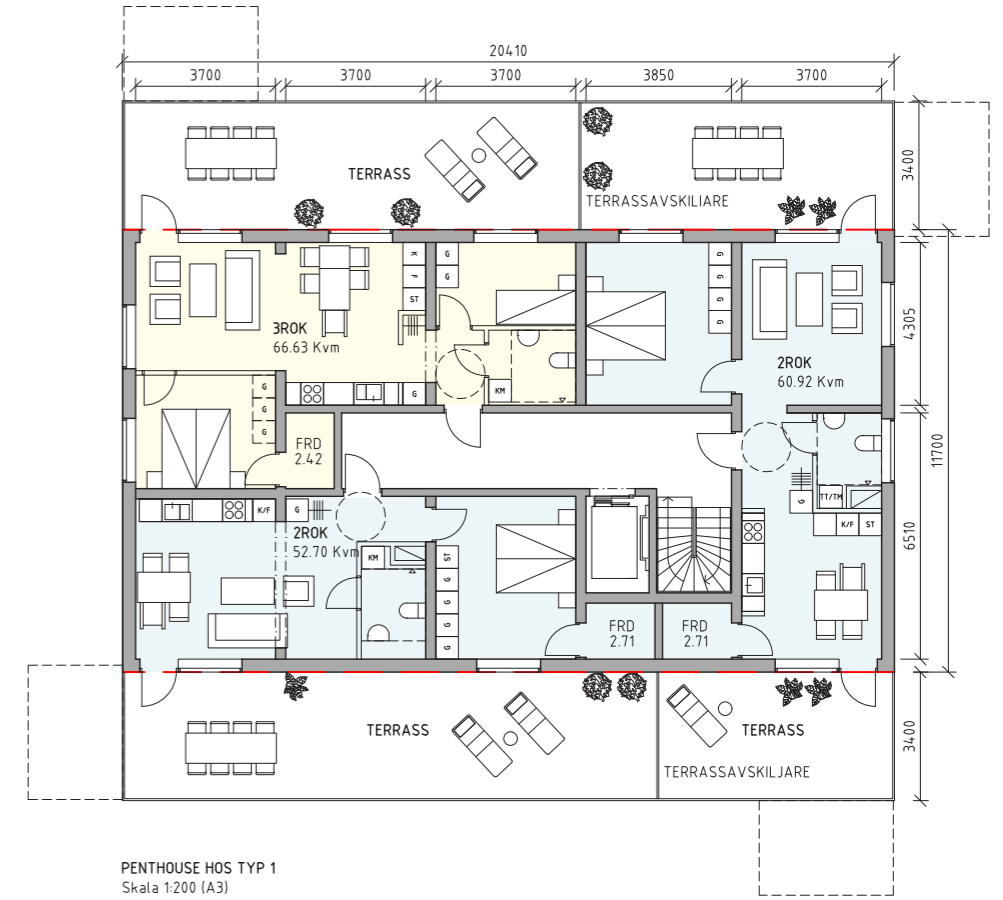 20410
3700 3700 3700 3850 3700
TERRASS
TERRASSAVSKILIARE
3400
G
G
K
F
ST
G
G
G
G
3ROK
66.63 Kvm
2ROK
60.92 Kvm
4305
11700
KM
G
G
G
G
FRD
2.42
TT/TM
G
K/F ST
K/F
G
2ROK
52.70 Kvm
KM
ST
G
G
G
G
6510
FRD
2.71
FRD
2.71
TERRASS
TERRASS
TERRASSAVSKILJARE
3400
PENTHOUSE HOS TYP 1
Skala 1:200 (A3)